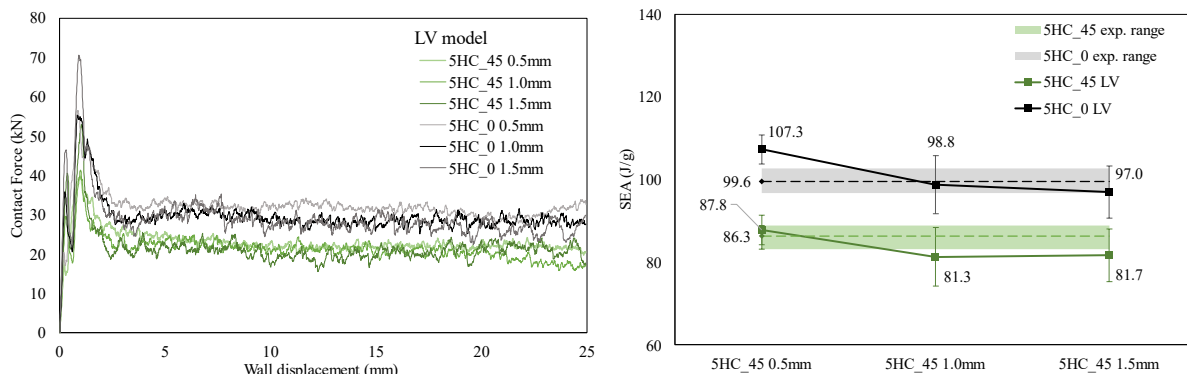 80
70
60
50
40
30
20
10
0
Contact Force (kN)
LV model
5HC_45 0.5mm
5HC_45 1.0mm
5HC_45 1.5mm
5HC_0 0.5mm
5HC_0 1.0mm
5HC_0 1.5mm
0 5 10 15 20 25
Wall displacement (mm)
140
120
100
80
60
SEA (J/g)
5HC_45 exp. range
5HC_0 exp. range
5HC_45 LV
5HC_0 LV
107.3
98.8
97.0
99.6
87.8
86.3
81.3
81.7
5HC_45 0.5mm 5HC_45 1.0mm 5HC_45 1.5mm